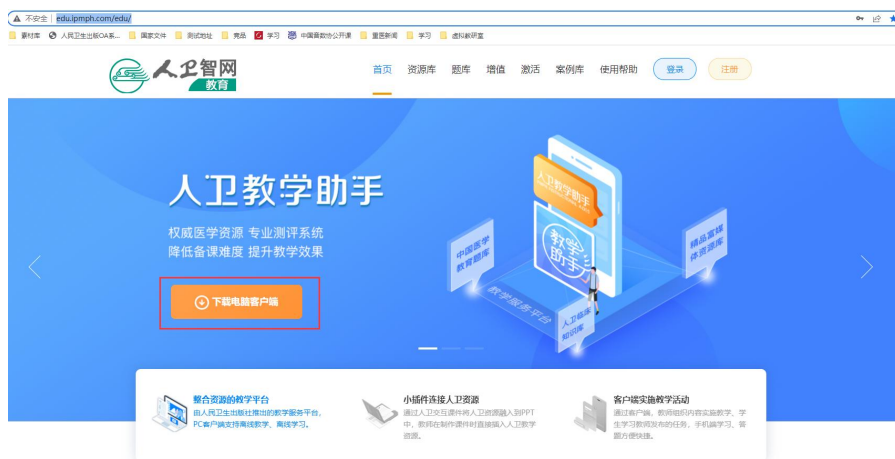 不安全 edu.ipmph.com/edu/
素材库 人民卫生出版OA系... 国家文件 测试地址 竞品 学习 中国音数协公开课 重医新闻 学习 虚拟教研室
人卫智网
教育
首页 资源库 题库 增值 激活 案例库 使用帮助 登录 注册
人卫教学助手
权威医学资源 专业测评系统
降低备课难度 提升教学效果
下载电脑客户端
人卫教学助手
教学
助手
中国医学
教育题库
精品富媒
体资源库
教学服务平台
人卫临床
知识库
整合资源的教学平台
由人民卫生出版社推出的教学服务平台，
PC客户端支持离线教学、离线学习。
小插件连接人卫资源
通过人卫交互课件将人卫资源融入到PPT
中，教师在制作课件时直接插入人卫教学
资源。
客户端实施教学活动
通过客户端，教师组织内容实施教学，学
生学习教师发布的任务，手机端学习、答
题方便快捷。